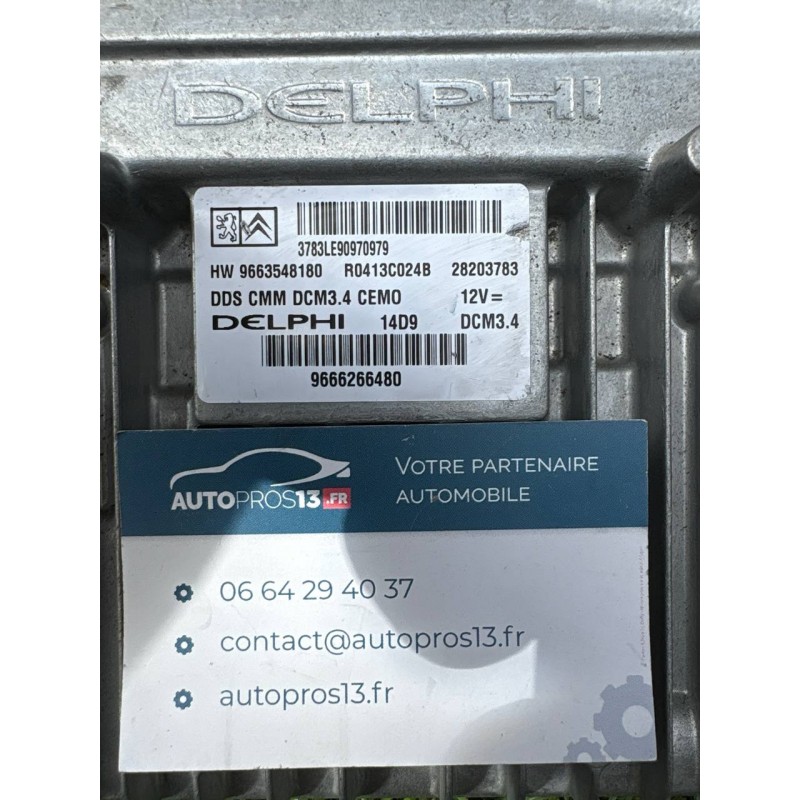 DELPHI
3783LE90970979
HW 9663548180 R0413C024B 28203783
DDS CMM DCM3.4 CEMO 12V=
DELPHI 14D9 DCM3.4
9666266480
AUTOPROS13.FR
VOTRE PARTENAIRE
AUTOMOBILE
06 64 29 40 37
contact@autopros13.fr
autopros13.fr